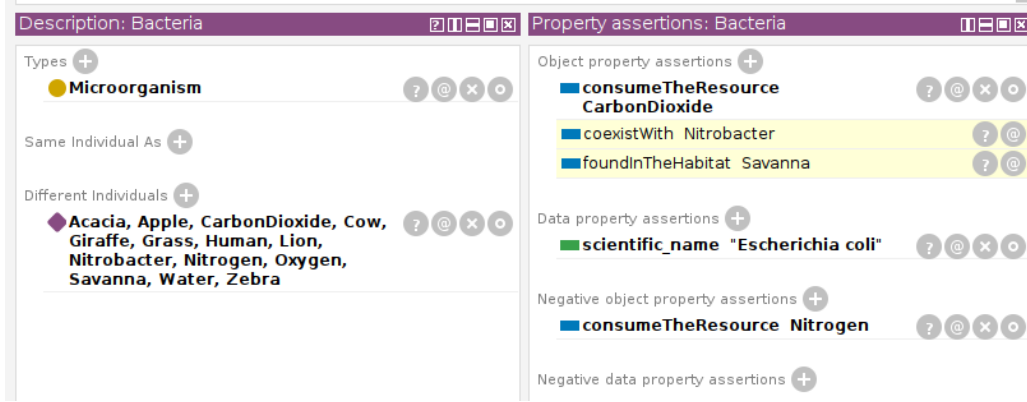 Description: Bacteria
Types
Microorganism
Same Individual As
Different Individuals
Acacia, Apple, CarbonDioxide, Cow,
Giraffe, Grass, Human, Lion,
Nitrobacter, Nitrogen, Oxygen,
Savanna, Water, Zebra
Property assertions: Bacteria
Object property assertions
consumeTheResource
CarbonDioxide
coexistWith Nitrobacter
foundInTheHabitat Savanna
Data property assertions
scientific_name "Escherichia coli"
Negative object property assertions
consumeTheResource Nitrogen
Negative data property assertions